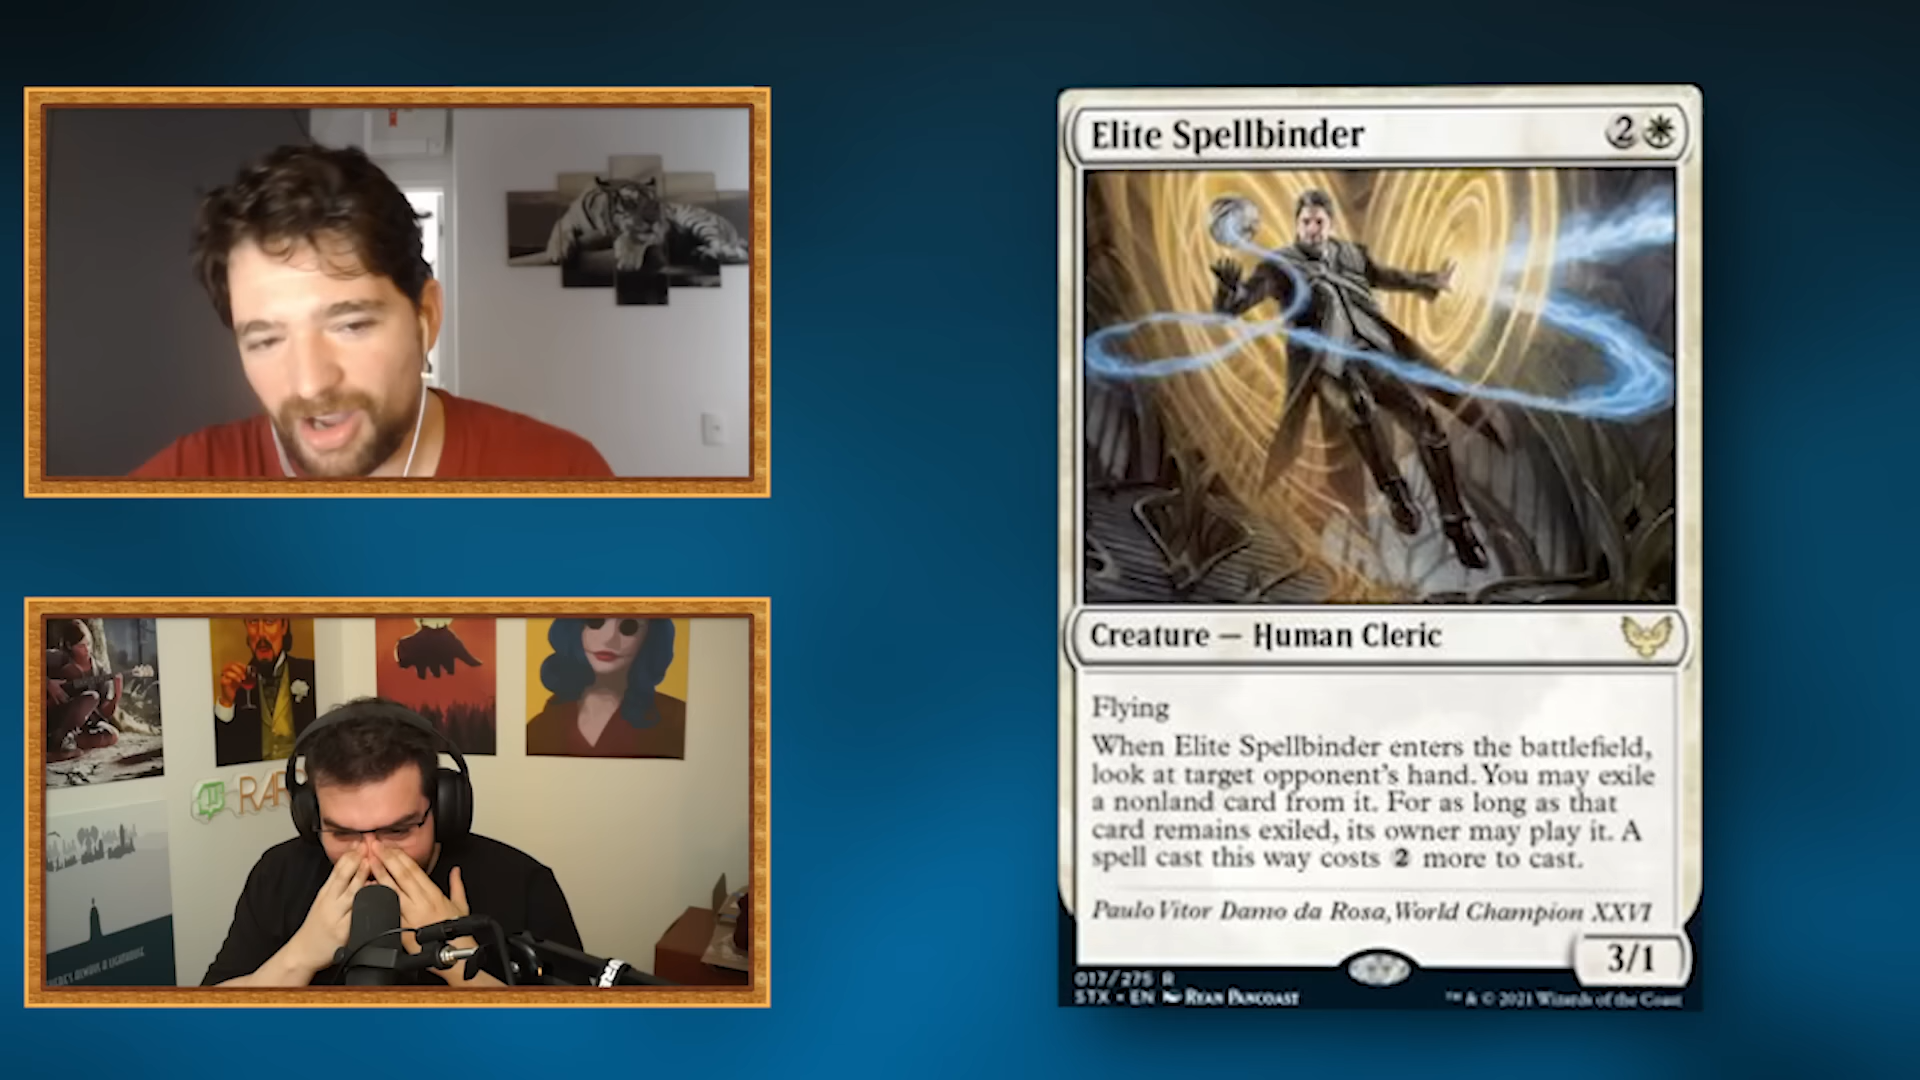 Elite Spellbinder
2
Creature — Human Cleric
Flying
When Elite Spellbinder enters the battlefield,
look at target opponent's hand. You may exile
a nonland card from it. For as long as that
card remains exiled, its owner may play it. A
spell cast this way costs 2 more to cast.
Paulo Vitor Damo da Rosa, World Champion XXVI
3/1
017/275 R
STX • EN Ryan Pancoast
™ & © 2021 Wizards of the Coast